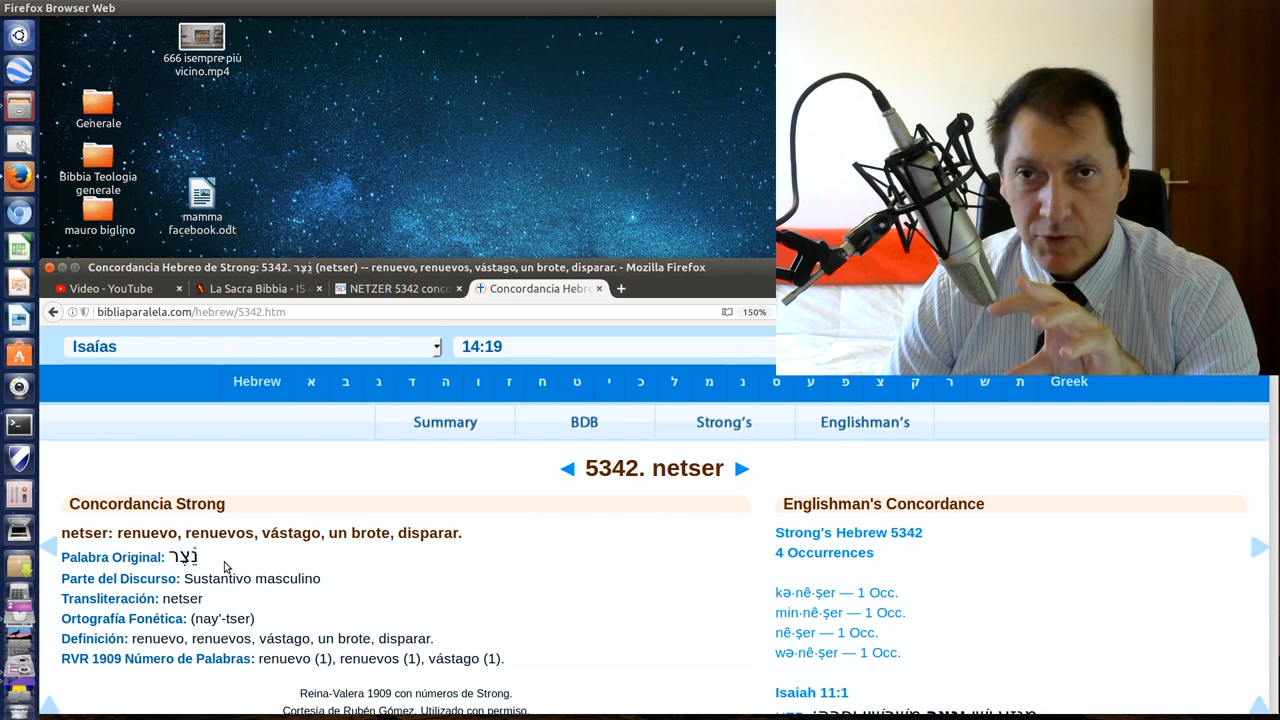 Firefox Browser Web
666 isempre più
vicino.mp4
Generale
Bibbia Teologia
generale
mauro biglino
mamma
facebook.odt
Concordancia Hebreo de Strong: 5342. נֵ֫צֶר (netser) -- renuevo, renuevos, vástago, un brote, disparar. - Mozilla Firefox
Video - YouTube
La Sacra Bibbia - IS
NETZER 5342 conc
Concordancia Hebr
bibliaparalela.com/hebrew/5342.htm
150%
Isaías
14:19
Hebrew א ב ג ד ה ו ז ח ט י כ ל מ נ ס ע פ צ ק ר ש ת Greek
Summary BDB Strong's Englishman's
◄ 5342. netser ►
Concordancia Strong
netser: renuevo, renuevos, vástago, un brote, disparar.
Palabra Original: נֵ֫צֶר
Parte del Discurso: Sustantivo masculino
Transliteración: netser
Ortografía Fonética: (nay'-tser)
Definición: renuevo, renuevos, vástago, un brote, disparar.
RVR 1909 Número de Palabras: renuevo (1), renuevos (1), vástago (1).
Reina-Valera 1909 con números de Strong.
Cortesía de Rubén Gómez. Utilizado con permiso.
Englishman's Concordance
Strong's Hebrew 5342
4 Occurrences
kə·nê·ṣer — 1 Occ.
min·nê·ṣer — 1 Occ.
nê·ṣer — 1 Occ.
wə·nê·ṣer — 1 Occ.
Isaiah 11:1